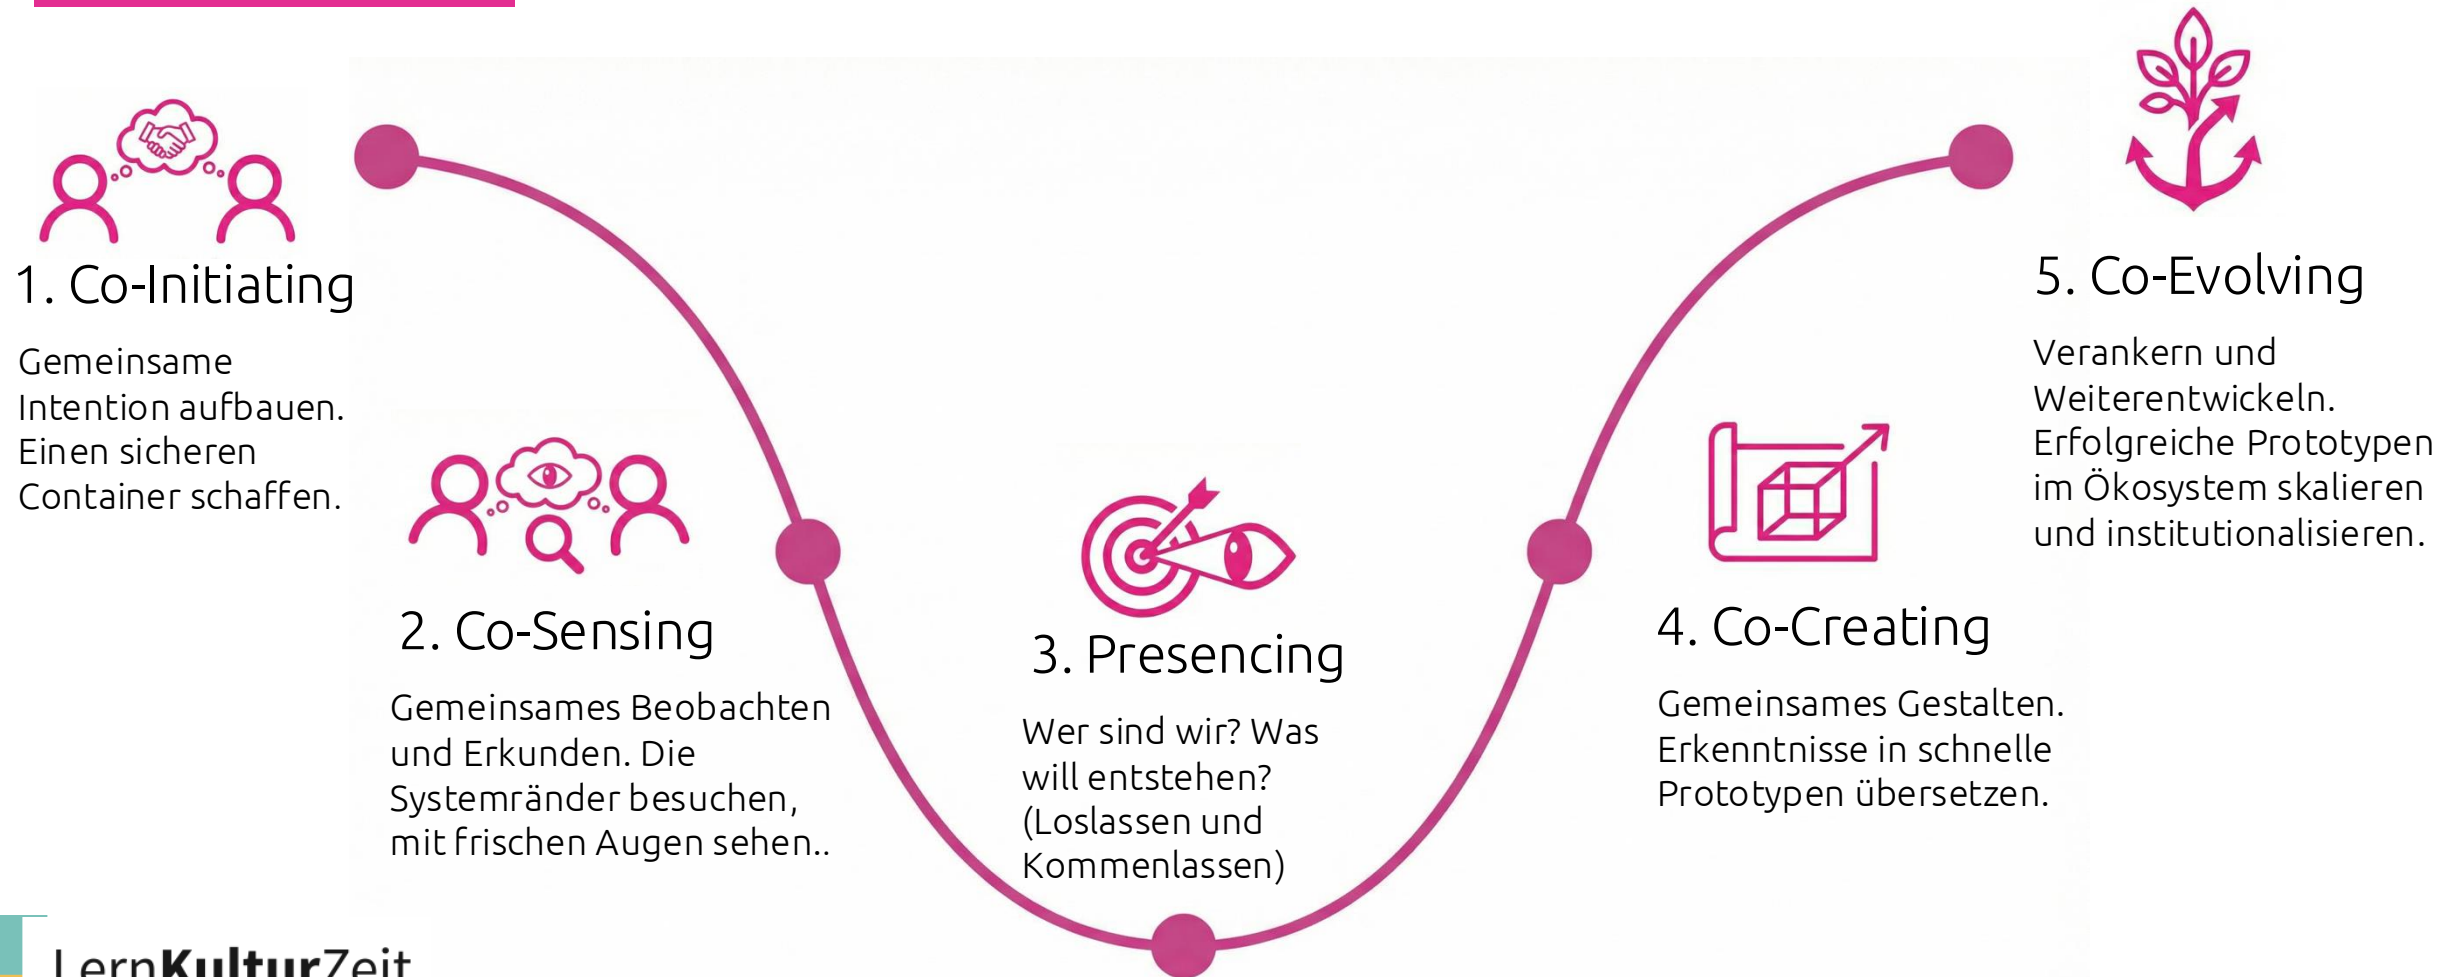 1. Co-Initiating
Gemeinsame
Intention aufbauen.
Einen sicheren
Container schaffen.
2. Co-Sensing
Gemeinsames Beobachten
und Erkunden. Die
Systemränder besuchen,
mit frischen Augen sehen..
3. Presencing
Wer sind wir? Was
will entstehen?
(Loslassen und
Kommenlassen)
4. Co-Creating
Gemeinsames Gestalten.
Erkenntnisse in schnelle
Prototypen übersetzen.
5. Co-Evolving
Verankern und
Weiterentwickeln.
Erfolgreiche Prototypen
im Ökosystem skalieren
und institutionalisieren.
LernKulturZeit